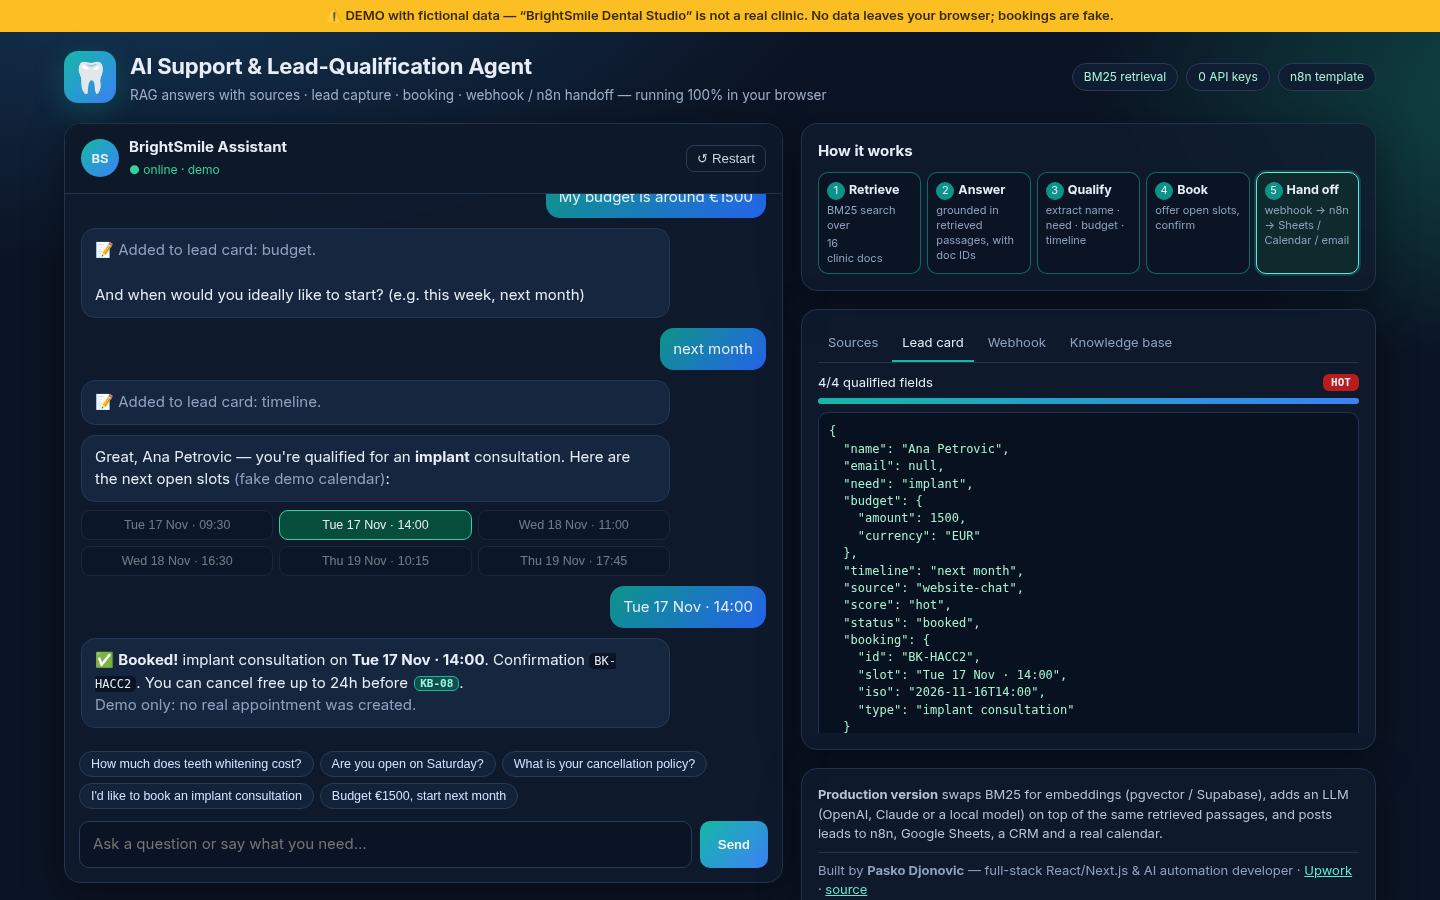 ⚠️ DEMO with fictional data — “BrightSmile Dental Studio” is not a real clinic. No data leaves your browser; bookings are fake.
AI Support & Lead-Qualification Agent
RAG answers with sources · lead capture · booking · webhook / n8n handoff — running 100% in your browser
BM25 retrieval
0 API keys
n8n template
BS
BrightSmile Assistant
online · demo
↺ Restart
My budget is around €1500
📝 Added to lead card: budget.
And when would you ideally like to start? (e.g. this week, next month)
next month
📝 Added to lead card: timeline.
Great, Ana Petrovic — you're qualified for an implant consultation. Here are
the next open slots (fake demo calendar):
Tue 17 Nov · 09:30
Tue 17 Nov · 14:00
Wed 18 Nov · 11:00
Wed 18 Nov · 16:30
Thu 19 Nov · 10:15
Thu 19 Nov · 17:45
Tue 17 Nov · 14:00
✅ Booked! implant consultation on Tue 17 Nov · 14:00. Confirmation BK-
HACC2. You can cancel free up to 24h before KB-08.
Demo only: no real appointment was created.
How much does teeth whitening cost?
Are you open on Saturday?
What is your cancellation policy?
I'd like to book an implant consultation
Budget €1500, start next month
Ask a question or say what you need...
Send
How it works
1 Retrieve
BM25 search
over
16
clinic docs
2 Answer
grounded in
retrieved
passages, with
doc IDs
3 Qualify
extract name ·
need · budget ·
timeline
4 Book
offer open slots,
confirm
5 Hand off
webhook → n8n
→ Sheets /
Calendar / email
Sources
Lead card
Webhook
Knowledge base
4/4 qualified fields
HOT
{
"name": "Ana Petrovic",
"email": null,
"need": "implant",
"budget": {
"amount": 1500,
"currency": "EUR"
},
"timeline": "next month",
"source": "website-chat",
"score": "hot",
"status": "booked",
"booking": {
"id": "BK-HACC2",
"slot": "Tue 17 Nov · 14:00",
"iso": "2026-11-16T14:00",
"type": "implant consultation"
}
Production version swaps BM25 for embeddings (pgvector / Supabase), adds an LLM
(OpenAI, Claude or a local model) on top of the same retrieved passages, and posts
leads to n8n, Google Sheets, a CRM and a real calendar.
Built by Pasko Djonovic — full-stack React/Next.js & AI automation developer · Upwork
· source